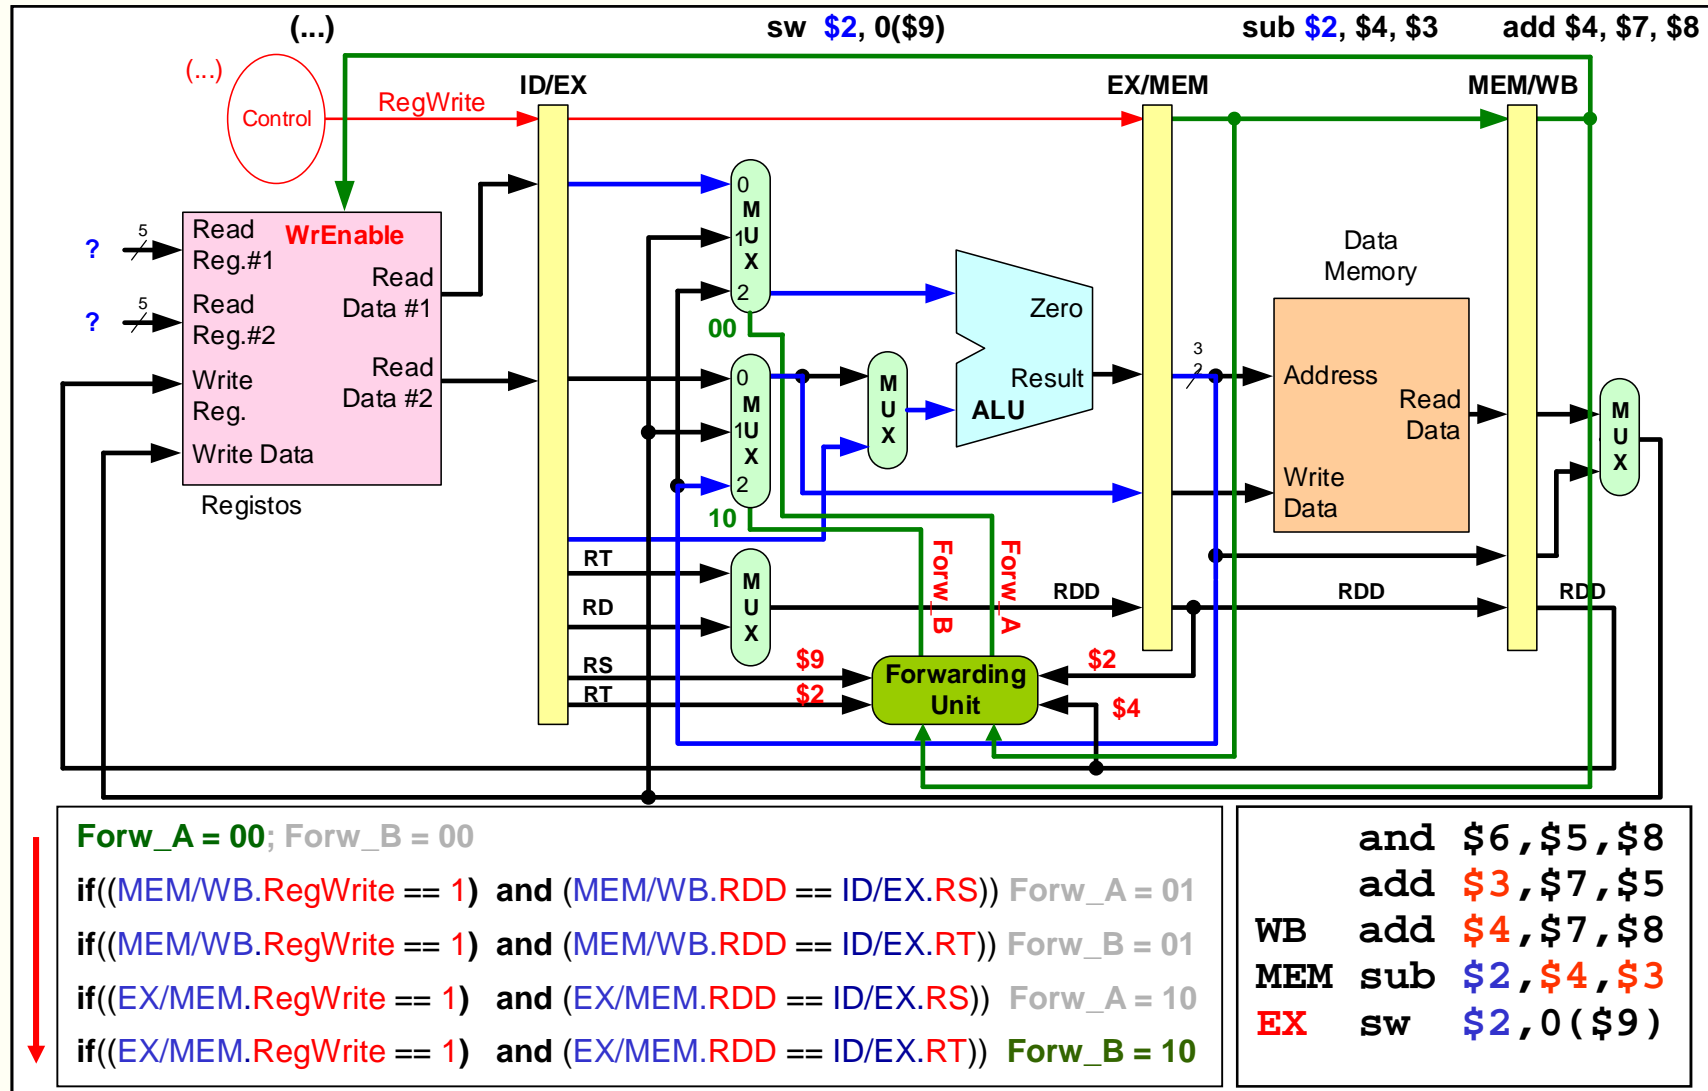 (...)
sw $2, 0($9)
sub $2, $4, $3
add $4, $7, $8
(...)
Control
RegWrite
ID/EX
EX/MEM
MEM/WB
?
5
Read
Reg.#1
WrEnable
Read
Data #1
?
5
Read
Reg.#2
Write
Reg.
Read
Data #2
Write Data
Registos
0
M
1U
X
2
00
0
M
1U
X
2
10
M
U
X
Zero
Result
ALU
3
2
Data
Memory
Address
Read
Data
Write
Data
M
U
X
RT
RD
M
U
X
Forw_B
Forw_A
RDD
RDD
RDD
RS
$9
RT
$2
Forwarding
Unit
$2
$4
Forw_A = 00; Forw_B = 00
if((MEM/WB.RegWrite == 1) and (MEM/WB.RDD == ID/EX.RS)) Forw_A = 01
if((MEM/WB.RegWrite == 1) and (MEM/WB.RDD == ID/EX.RT)) Forw_B = 01
if((EX/MEM.RegWrite == 1) and (EX/MEM.RDD == ID/EX.RS)) Forw_A = 10
if((EX/MEM.RegWrite == 1) and (EX/MEM.RDD == ID/EX.RT)) Forw_B = 10
and $6,$5,$8
add $3,$7,$5
WB add $4,$7,$8
MEM sub $2,$4,$3
EX sw $2,0($9)